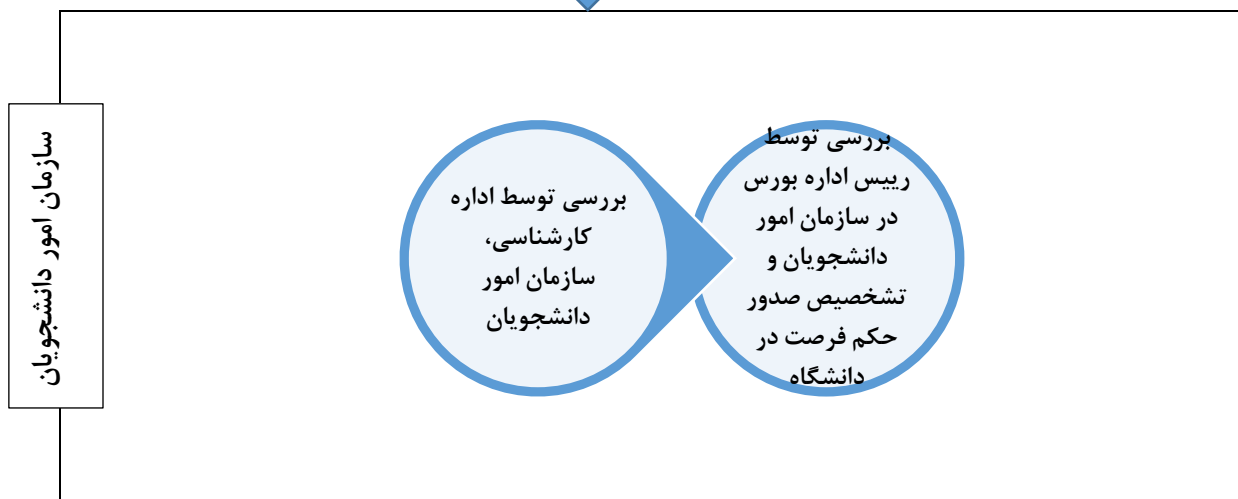 سازمان امور دانشجویان
بررسی توسط اداره
کارشناسی،
سازمان امور
دانشجویان
بررسی توسط
رییس اداره بورس
در سازمان امور
دانشجویان و
تشخصیص صدور
حکم فرصت در
دانشگاه